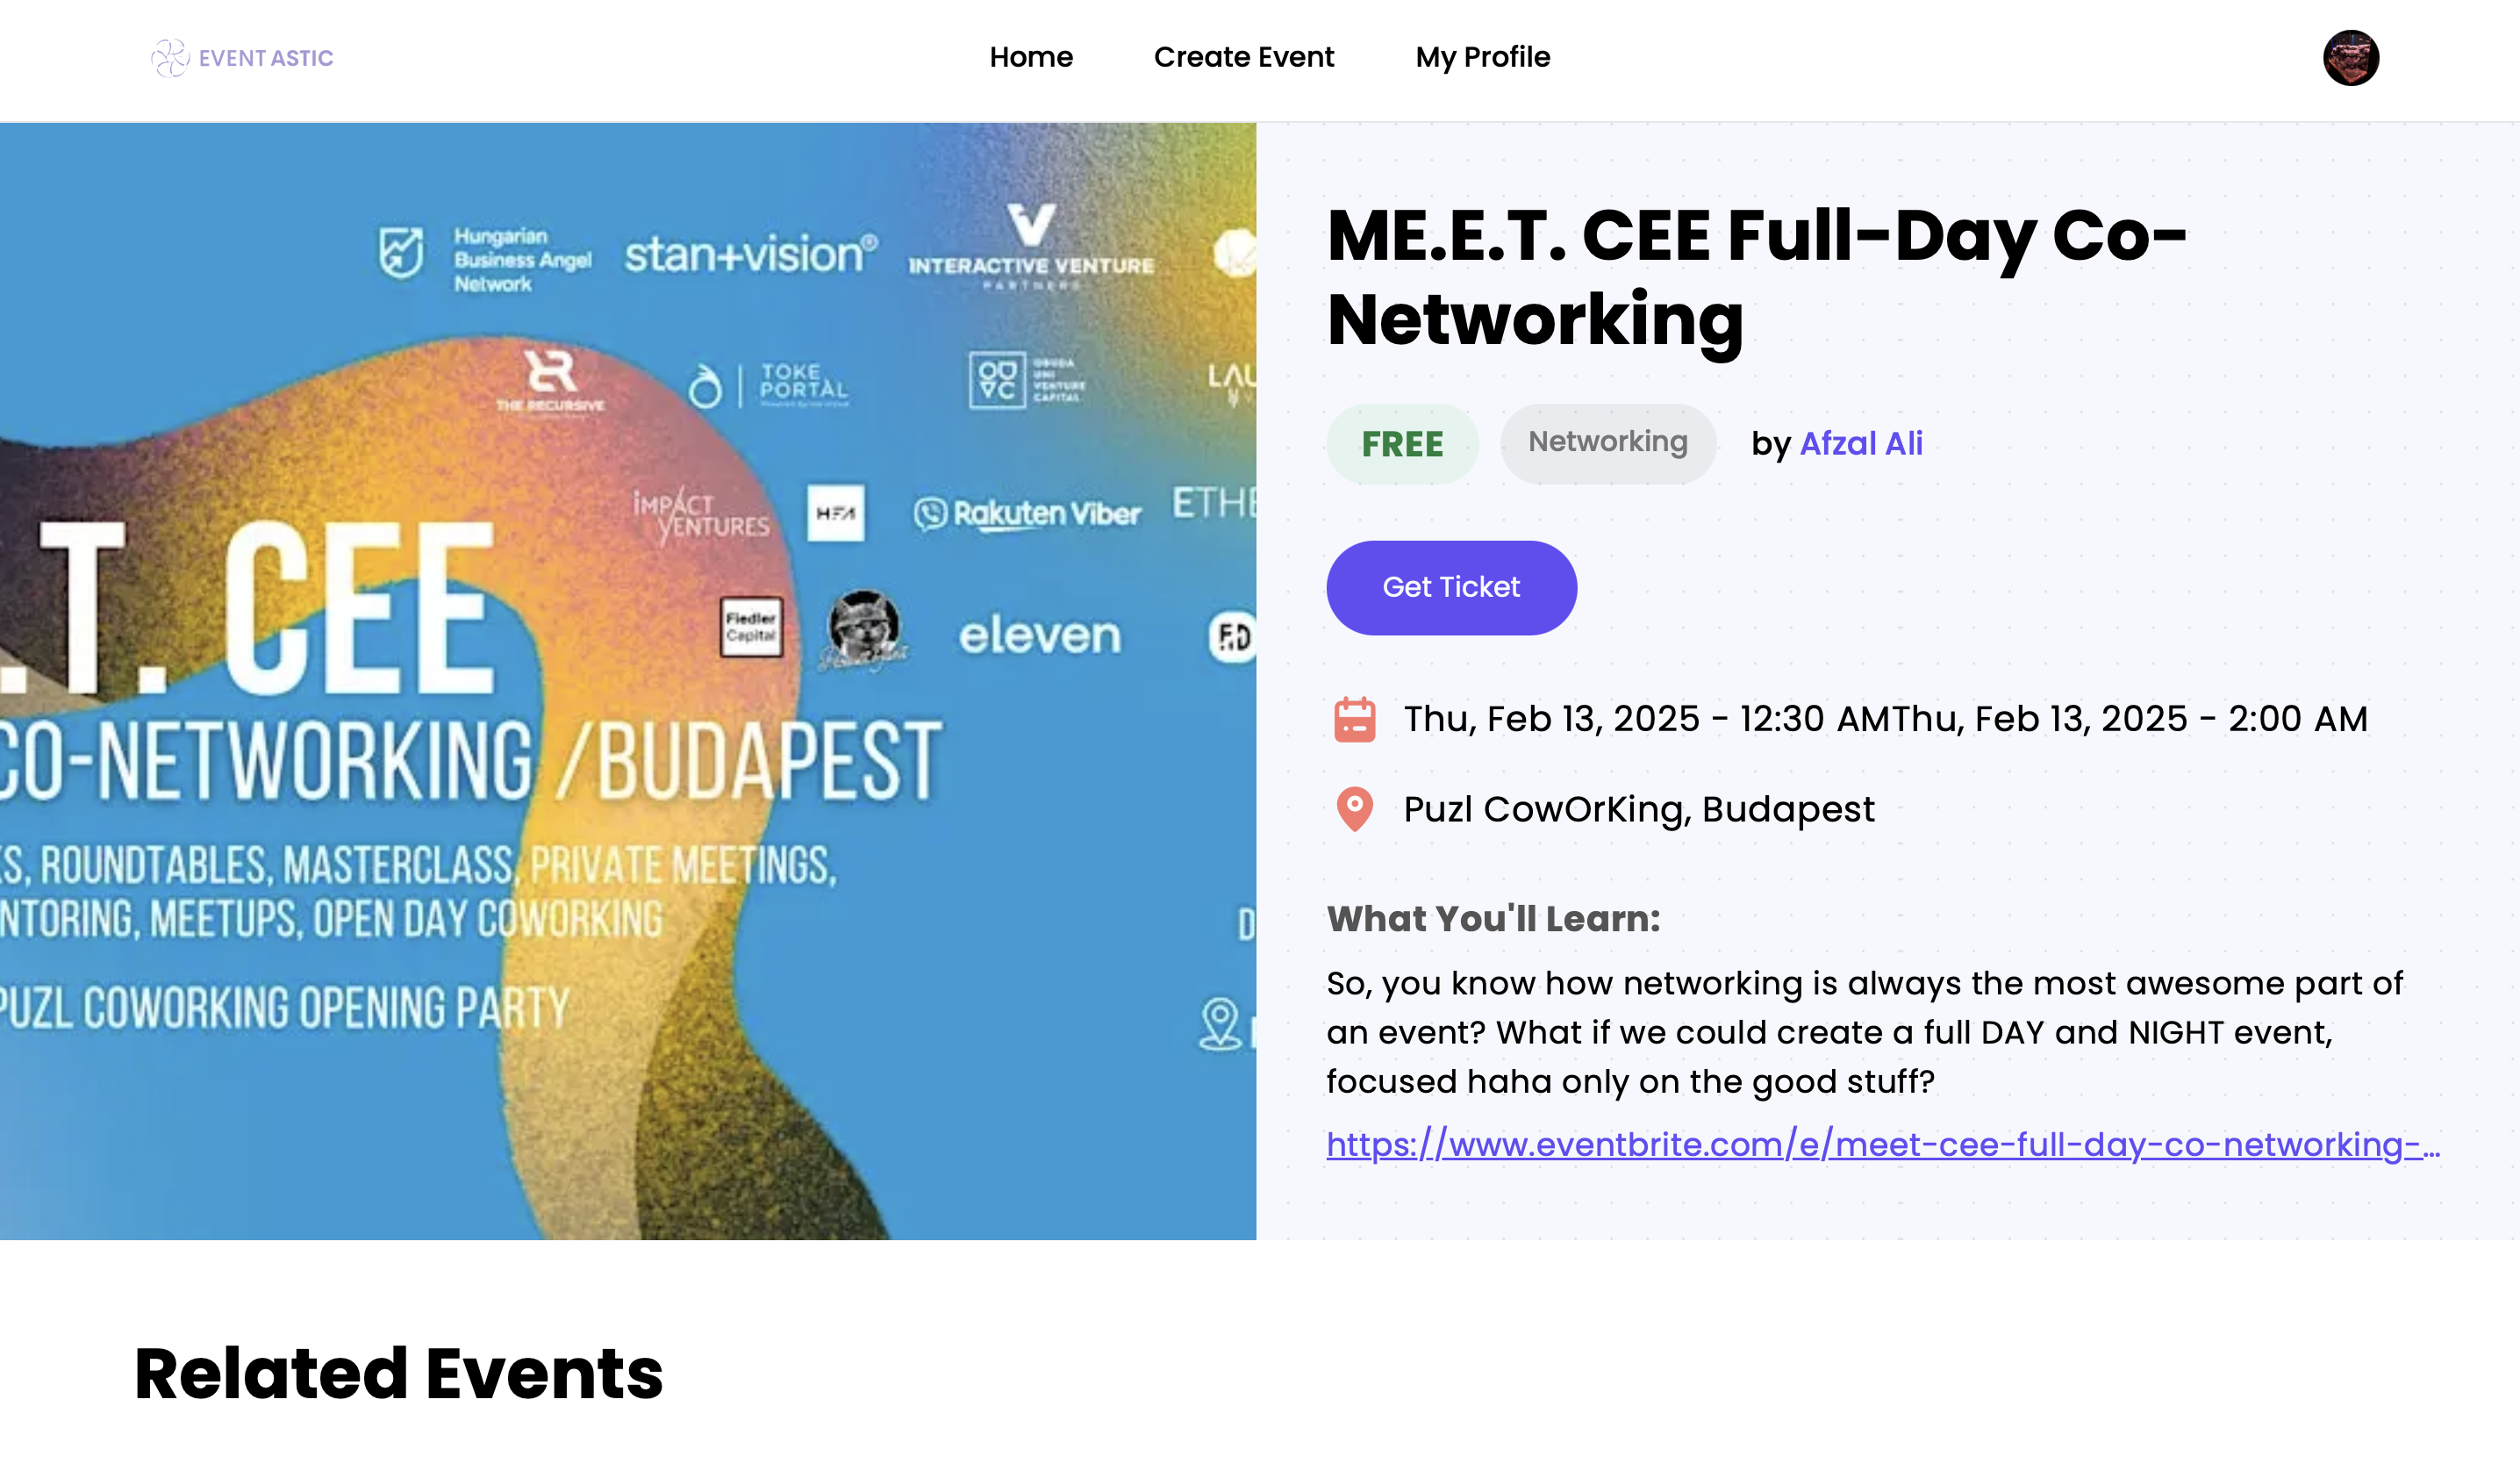 EVENT ASTIC
Home Create Event My Profile
Hungarian
Business Angel
Network
stan+vision®
INTERACTIVE VENTURE
PARTNERS
THE RECURSIVE
TOKE
PORTÀL
OBUDA
UNI
VENTURE
CAPITAL
LAU
IMPACT
VENTURES
HFA
Rakuten Viber
ETHE
.T. CEE
Fiedler
Capital
eleven
CO-NETWORKING /BUDAPEST
S, ROUNDTABLES, MASTERCLASS, PRIVATE MEETINGS,
NTORING, MEETUPS, OPEN DAY COWORKING
D
PUZL COWORKING OPENING PARTY
ME.E.T. CEE Full-Day Co-
Networking
FREE Networking by Afzal Ali
Get Ticket
Thu, Feb 13, 2025 - 12:30 AMThu, Feb 13, 2025 - 2:00 AM
Puzl CowOrKing, Budapest
What You'll Learn:
So, you know how networking is always the most awesome part of
an event? What if we could create a full DAY and NIGHT event,
focused haha only on the good stuff?
https://www.eventbrite.com/e/meet-cee-full-day-co-networking-...
Related Events